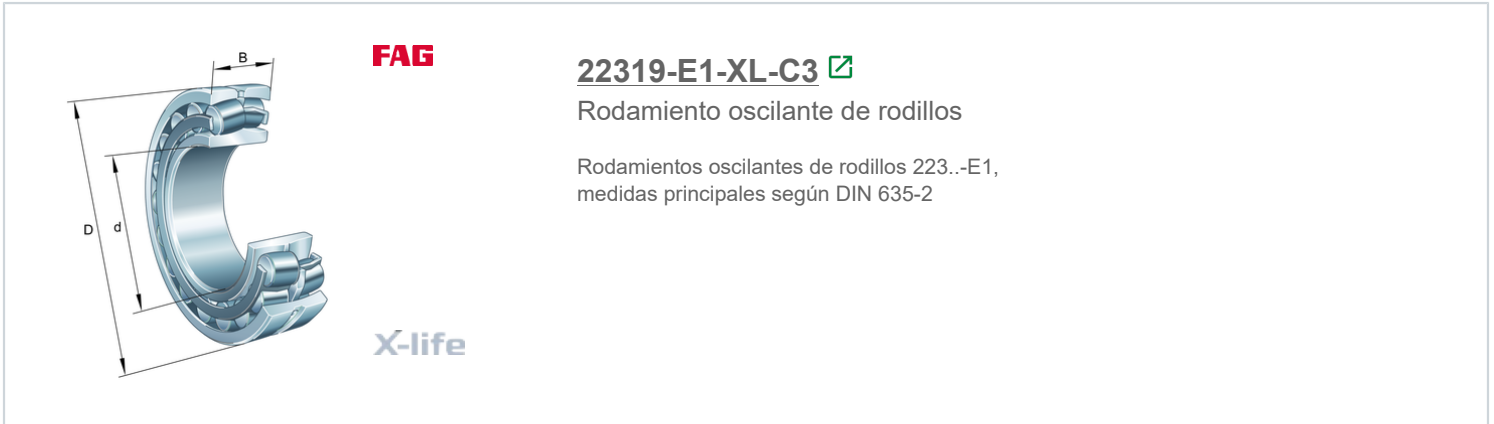 B
FAG
22319-E1-XL-C3
Rodamiento oscilante de rodillos
Rodamientos oscilantes de rodillos 223..-E1,
medidas principales según DIN 635-2
D
d
X-life